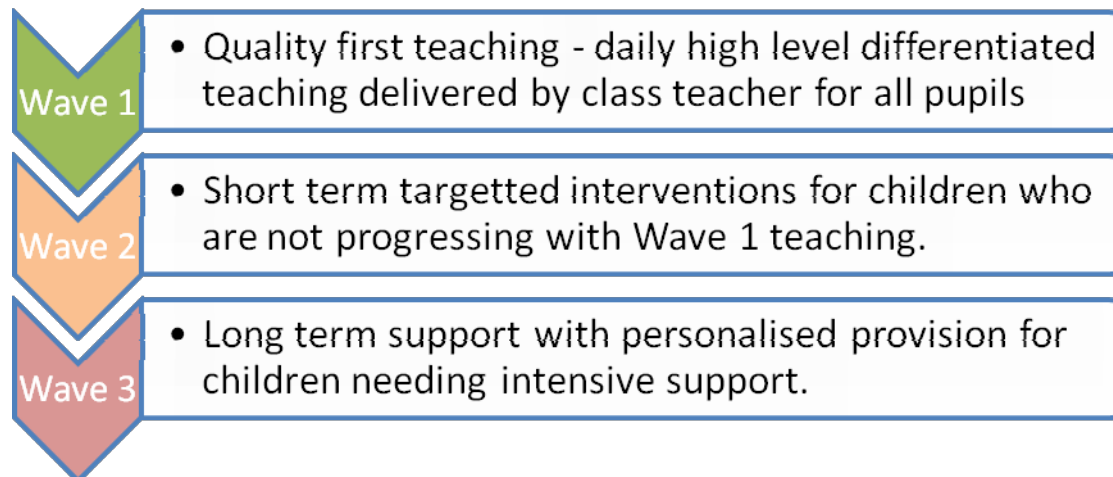 Wave 1
• Quality first teaching - daily high level differentiated
teaching delivered by class teacher for all pupils
Wave 2
• Short term targetted interventions for children who
are not progressing with Wave 1 teaching.
Wave 3
• Long term support with personalised provision for
children needing intensive support.